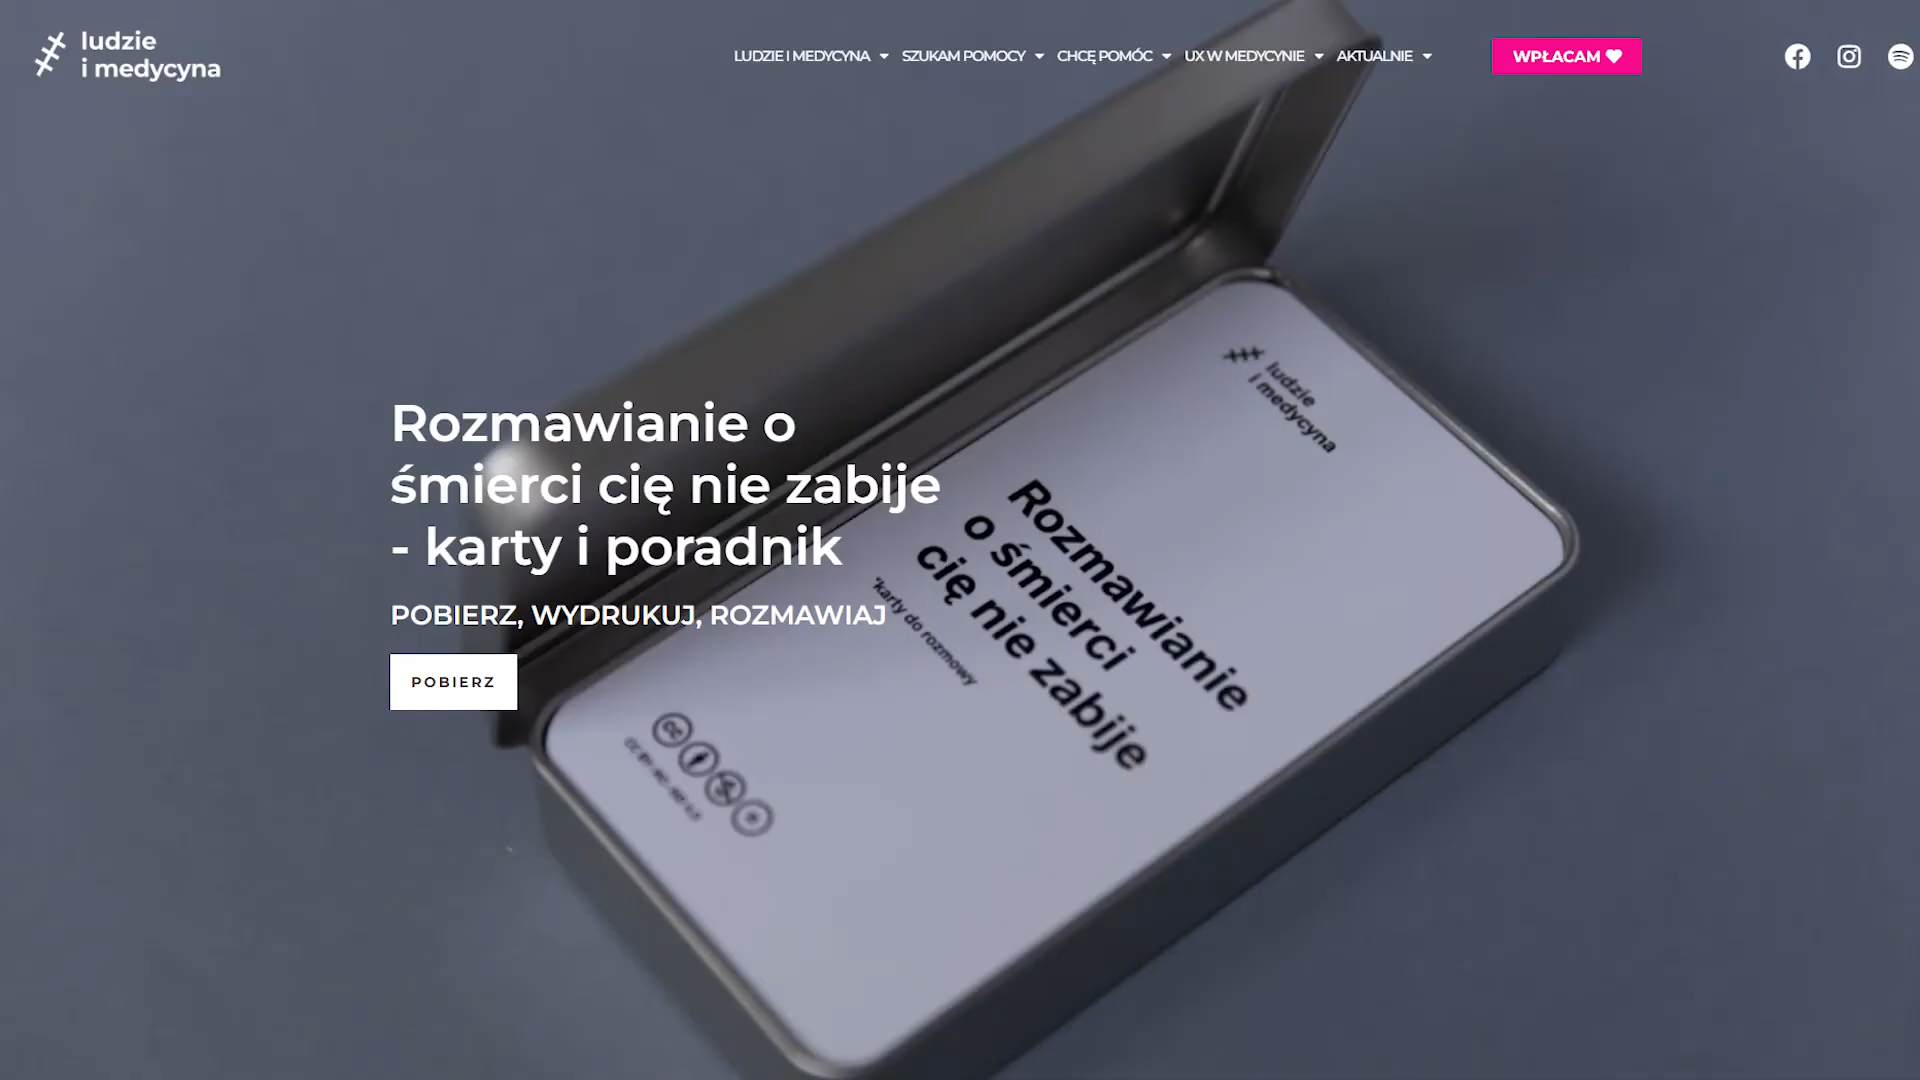 ludzie
i medycyna
LUDZIE I MEDYCYNA
SZUKAM POMOCY
CHCĘ POMÓC
UX W MEDYCYNIE
AKTUALNIE
WPŁACAM
Rozmawianie o
śmierci cię nie zabije
- karty i poradnik
POBIERZ, WYDRUKUJ, ROZMAWIAJ
POBIERZ
ludzie
i medycyna
Rozmawianie
o śmierci
cię nie zabije
*karty do rozmowy
cc